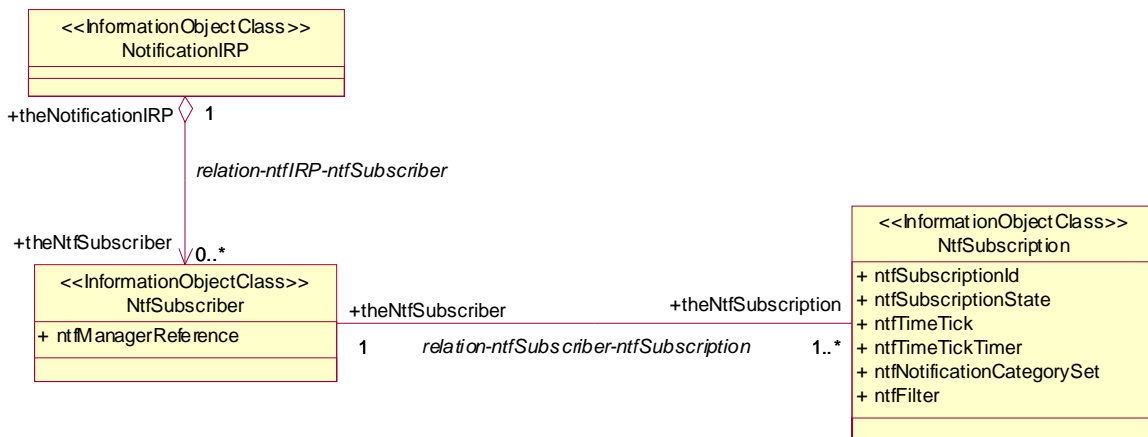 <<InformationObjectClass>>
NotificationIRP
+theNotificationIRP
1
relation-ntfIRP-ntfSubscriber
+theNtfSubscriber
0..*
<<InformationObjectClass>>
NtfSubscriber
+ ntfManagerReference
+theNtfSubscriber
1
relation-ntfSubscriber-ntfSubscription
+theNtfSubscription
1..*
<<InformationObjectClass>>
NtfSubscription
+ ntfSubscriptionId
+ ntfSubscriptionState
+ ntfTimeTick
+ ntfTimeTickTimer
+ ntfNotificationCategorySet
+ ntfFilter